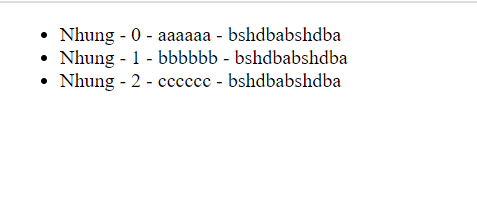 Nhung - 0 - aaaaaa - bshdbabshdba
Nhung - 1 - bbbbbb - bshdbabshdba
Nhung - 2 - cccccc - bshdbabshdba